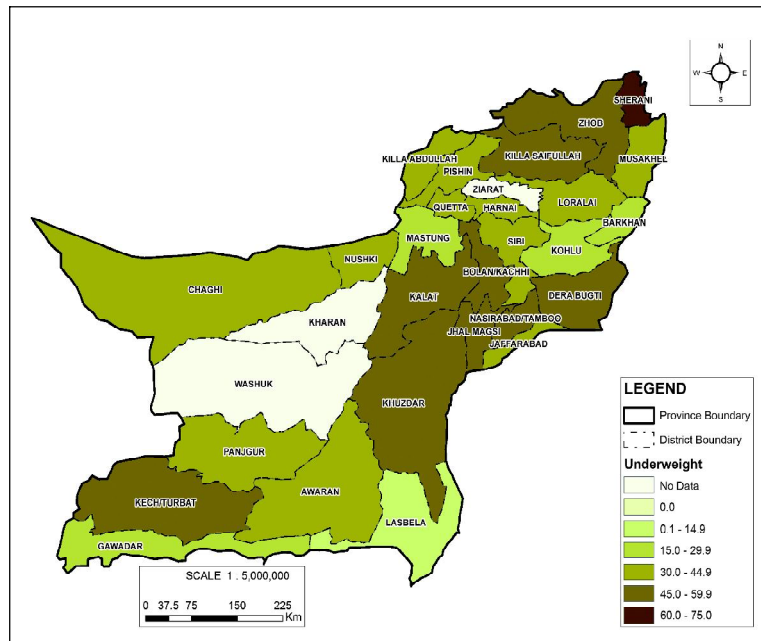 N
W E
S
SHERANI
ZHOB
KILLA SAIFULLAH
MUSAKHEL
KILLA ABDULLAH
PISHIN
ZIARAT
LORALAI
QUETTA
HARNAI
BARKHAN
MASTUNG
SIBI
KOHLU
NUSHKI
BOLAN/KACHHI
CHAGHI
KALAT
DERA BUGTI
KHARAN
NASIRABAD/TAMBOO
JHAL MAGSI
JAFFARABAD
WASHUK
KHUZDAR
PANJGUR
AWARAN
KECH/TURBAT
LASBELA
GAWADAR
LEGEND
Province Boundary
District Boundary
Underweight
No Data
0.0
0.1 - 14.9
15.0 - 29.9
30.0 - 44.9
45.0 - 59.9
60.0 - 75.0
SCALE 1 : 5,000,000
0 37.5 75 150 225
Km